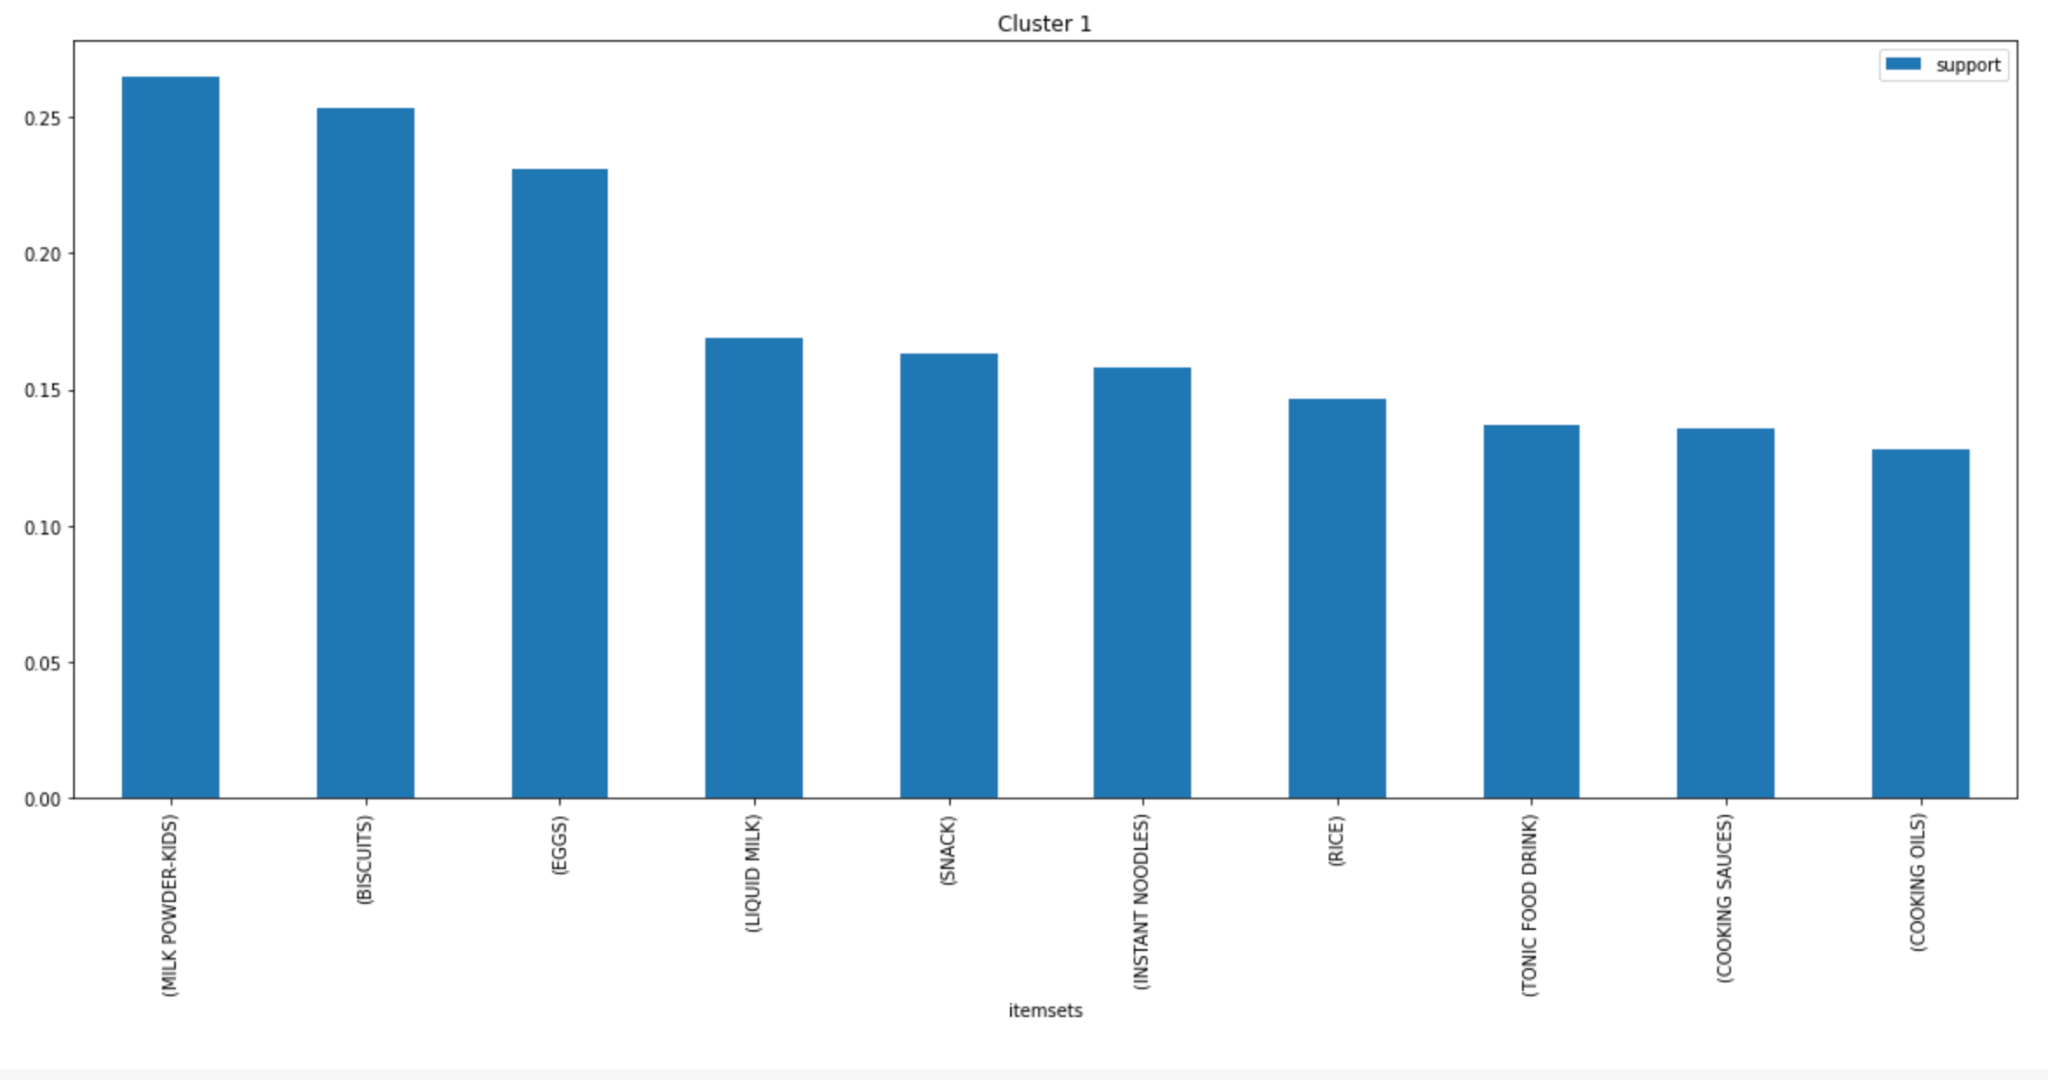 Cluster 1
support
0.25
0.20
0.15
0.10
0.05
0.00
(MILK POWDER-KIDS)
(BISCUITS)
(EGGS)
(LIQUID MILK)
(SNACK)
(INSTANT NOODLES)
(RICE)
(TONIC FOOD DRINK)
(COOKING SAUCES)
(COOKING OILS)
itemsets